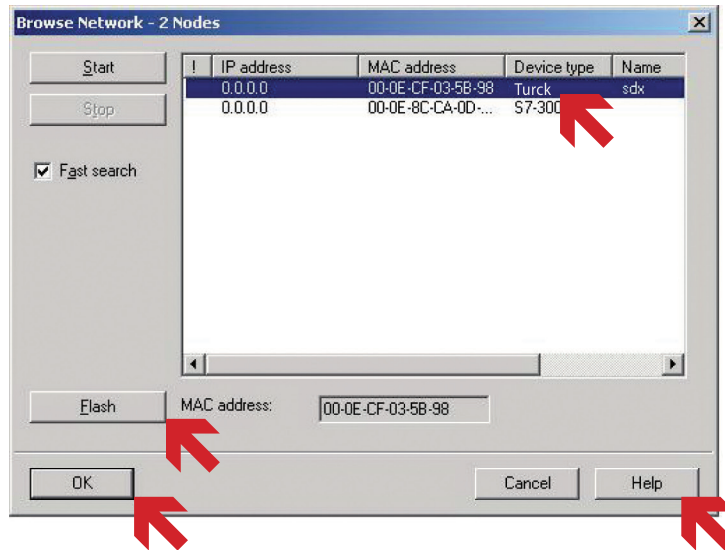 Browse Network - 2 Nodes
Start
Stop
Fast search
! IP address MAC address Device type Name
0.0.0.0 00-0E-CF-03-5B-98 Turck sdx
0.0.0.0 00-0E-8C-CA-0D-... S7-300
Flash MAC address: 00-0E-CF-03-5B-98
OK Cancel Help